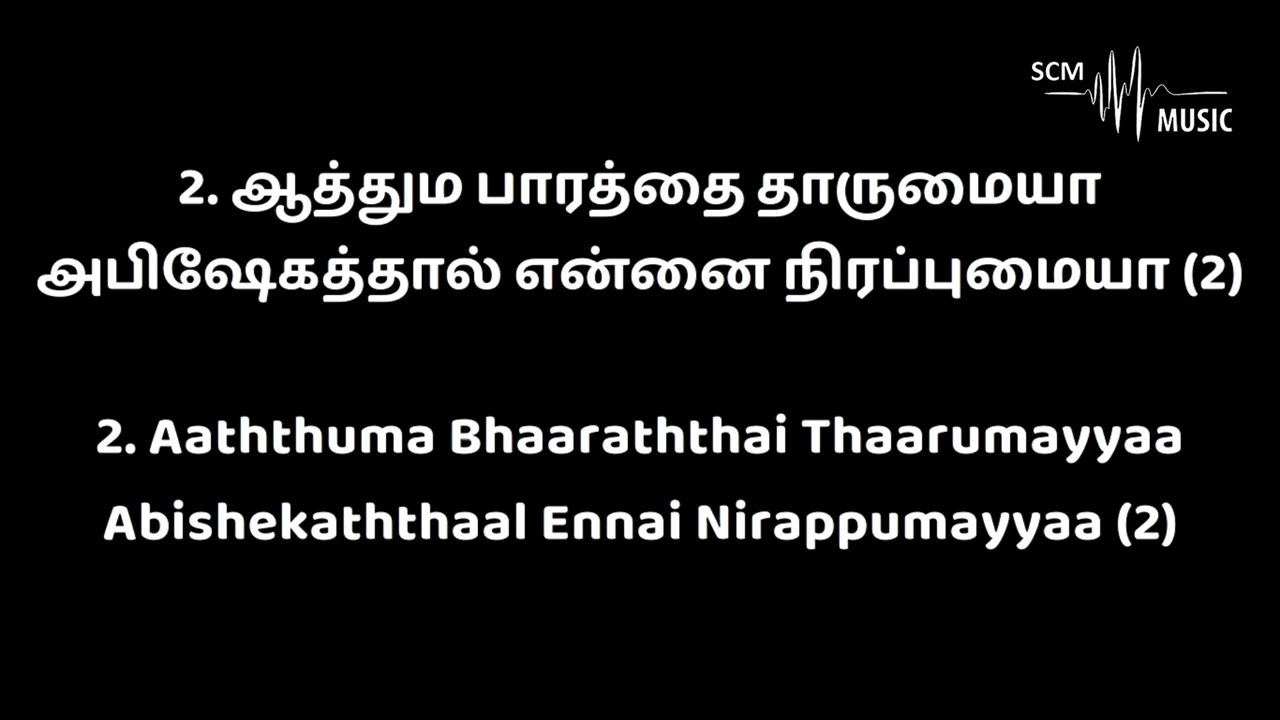 SCM
MUSIC
2. ஆத்தும பாரத்தை தாருமையா
அபிஷேகத்தால் என்னை நிரப்புமையா (2)
2. Aaththuma Bhaaraththai Thaarumayyaa
Abishekaththaal Ennai Nirappumayyaa (2)